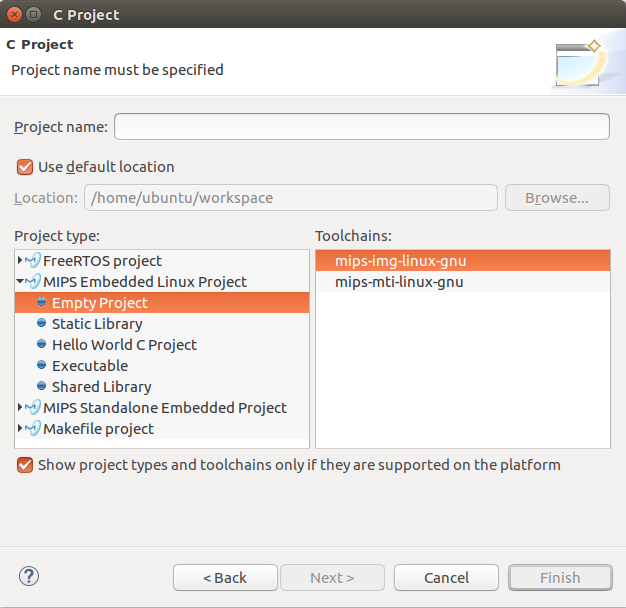 C Project
C Project
Project name must be specified
Project name:
Use default location
Location: /home/ubuntu/workspace Browse...
Project type: Toolchains:
FreeRTOS project mips-img-linux-gnu
MIPS Embedded Linux Project mips-mti-linux-gnu
Empty Project
Static Library
Hello World C Project
Executable
Shared Library
MIPS Standalone Embedded Project
Makefile project
Show project types and toolchains only if they are supported on the platform
? < Back Next > Cancel Finish